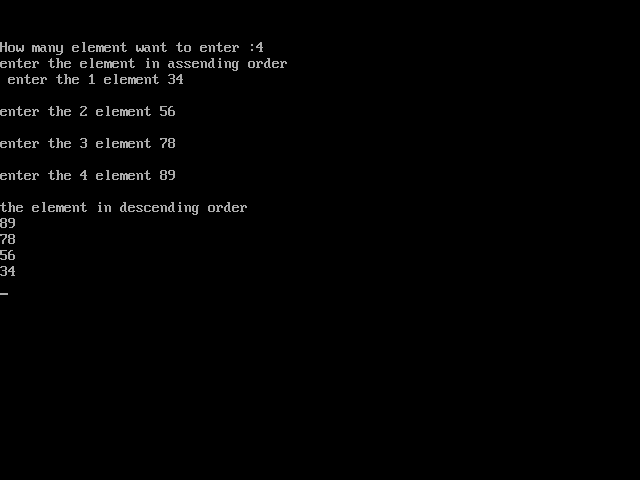 How many element want to enter :4
enter the element in assending order
enter the 1 element 34
enter the 2 element 56
enter the 3 element 78
enter the 4 element 89
the element in descending order
89
78
56
34